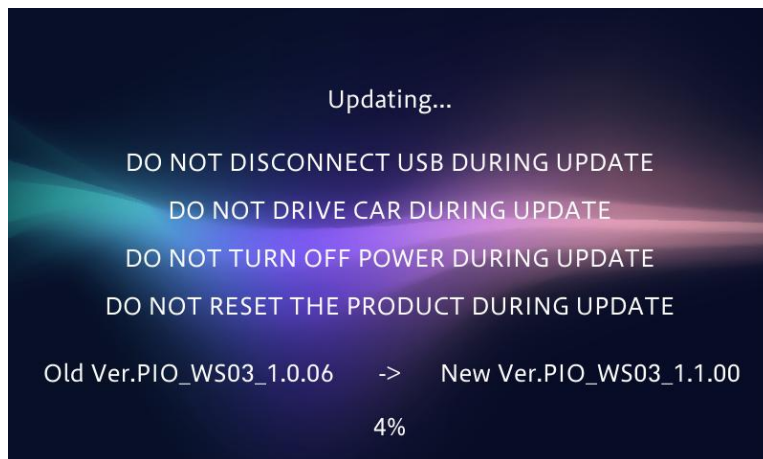 Updating...
DO NOT DISCONNECT USB DURING UPDATE
DO NOT DRIVE CAR DURING UPDATE
DO NOT TURN OFF POWER DURING UPDATE
DO NOT RESET THE PRODUCT DURING UPDATE
Old Ver.PIO_WS03_1.0.06 -> New Ver.PIO_WS03_1.1.00
4%